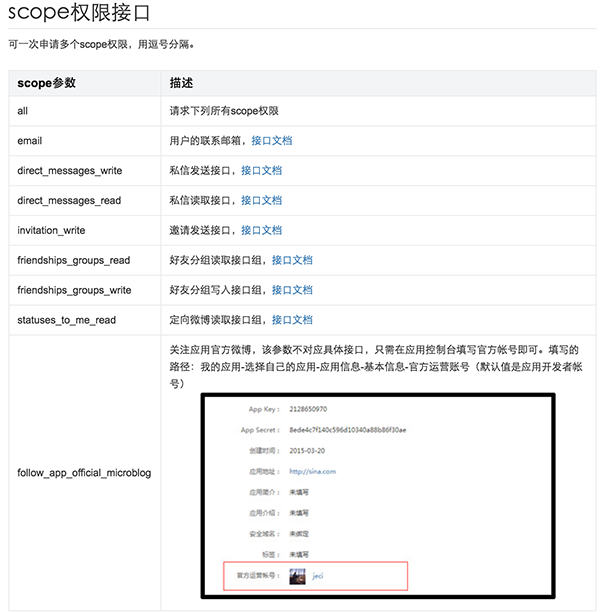 scope权限接口
可一次申请多个scope权限，用逗号分隔。
scope参数 描述
all 请求下列所有scope权限
email 用户的联系邮箱，接口文档
direct_messages_write 私信发送接口，接口文档
direct_messages_read 私信读取接口，接口文档
invitation_write 邀请发送接口，接口文档
friendships_groups_read 好友分组读取接口组，接口文档
friendships_groups_write 好友分组写入接口组，接口文档
statuses_to_me_read 定向微博读取接口组，接口文档
follow_app_official_microblog
关注应用官方微博，该参数不对应具体接口，只需在应用控制台填写官方帐号即可。填写的
路径：我的应用-选择自己的应用-应用信息-基本信息-官方运营账号（默认值是应用开发者帐
号）
App Key： 2128650970
App Secret： 8ede4c7f140c596d10340a88b86f30ae
创建时间： 2015-03-20
应用地址： http://sina.com
应用简介： 未填写
应用介绍： 未填写
安全域名： 未绑定
标签： 未填写
官方运营帐号： jeci